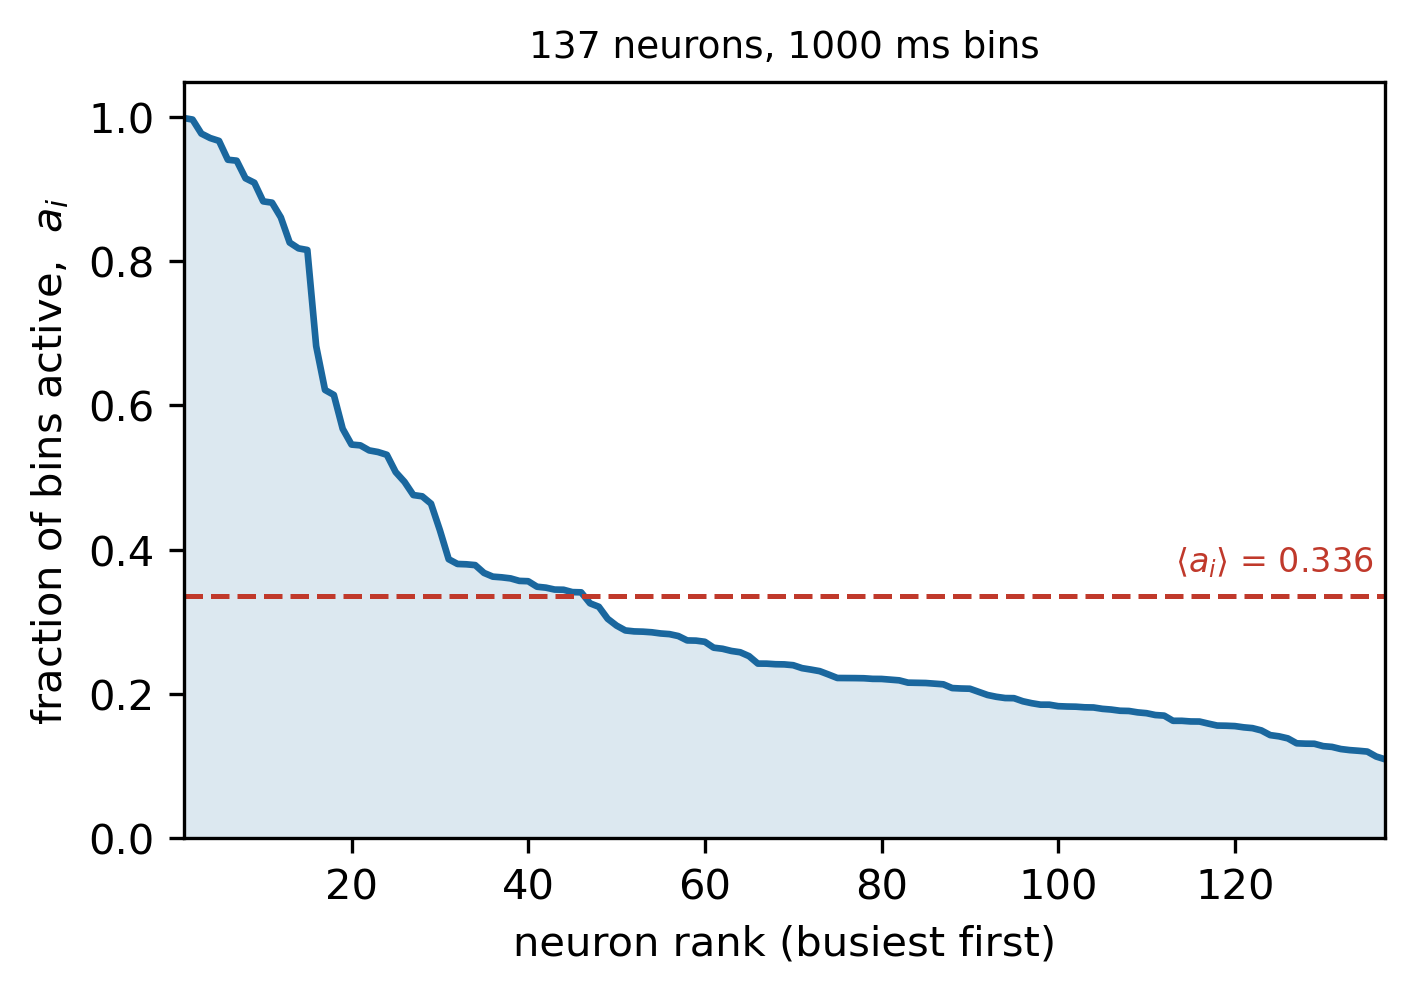 137 neurons, 1000 ms bins
1.0
0.8
0.6
0.4
0.2
0.0
fraction of bins active, a_i
⟨a_i⟩ = 0.336
20 40 60 80 100 120
neuron rank (busiest first)